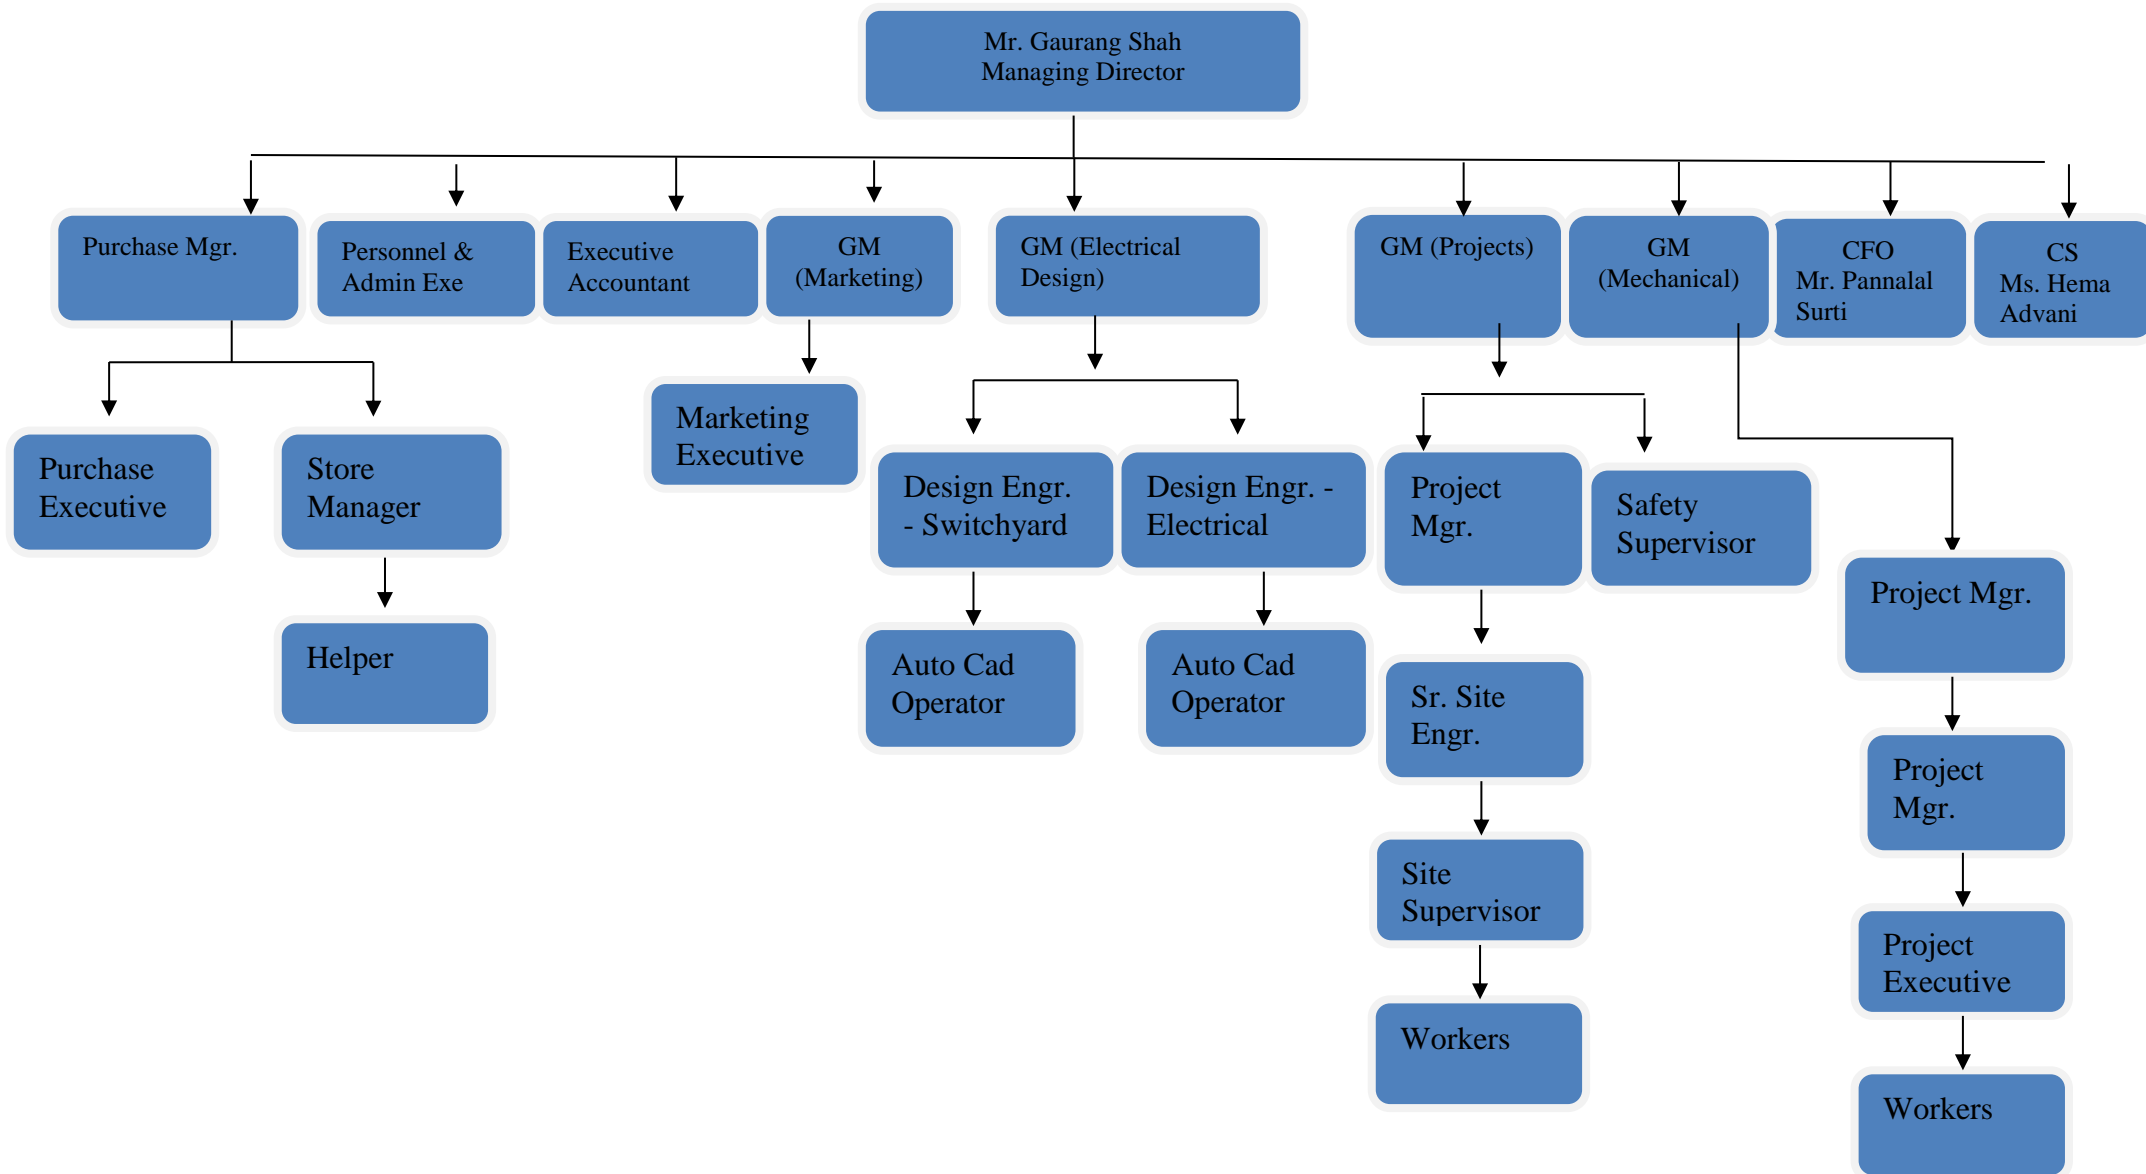 Mr. Gaurang Shah
Managing Director
Purchase Mgr.
Personnel &
Admin Exe
Executive
Accountant
GM
(Marketing)
GM (Electrical
Design)
GM (Projects)
GM
(Mechanical)
CFO
Mr. Pannalal
Surti
CS
Ms. Hema
Advani
Purchase
Executive
Store
Manager
Marketing
Executive
Design Engr.
- Switchyard
Design Engr. -
Electrical
Project
Mgr.
Safety
Supervisor
Project Mgr.
Helper
Auto Cad
Operator
Auto Cad
Operator
Sr. Site
Engr.
Project
Mgr.
Site
Supervisor
Project
Executive
Workers
Workers